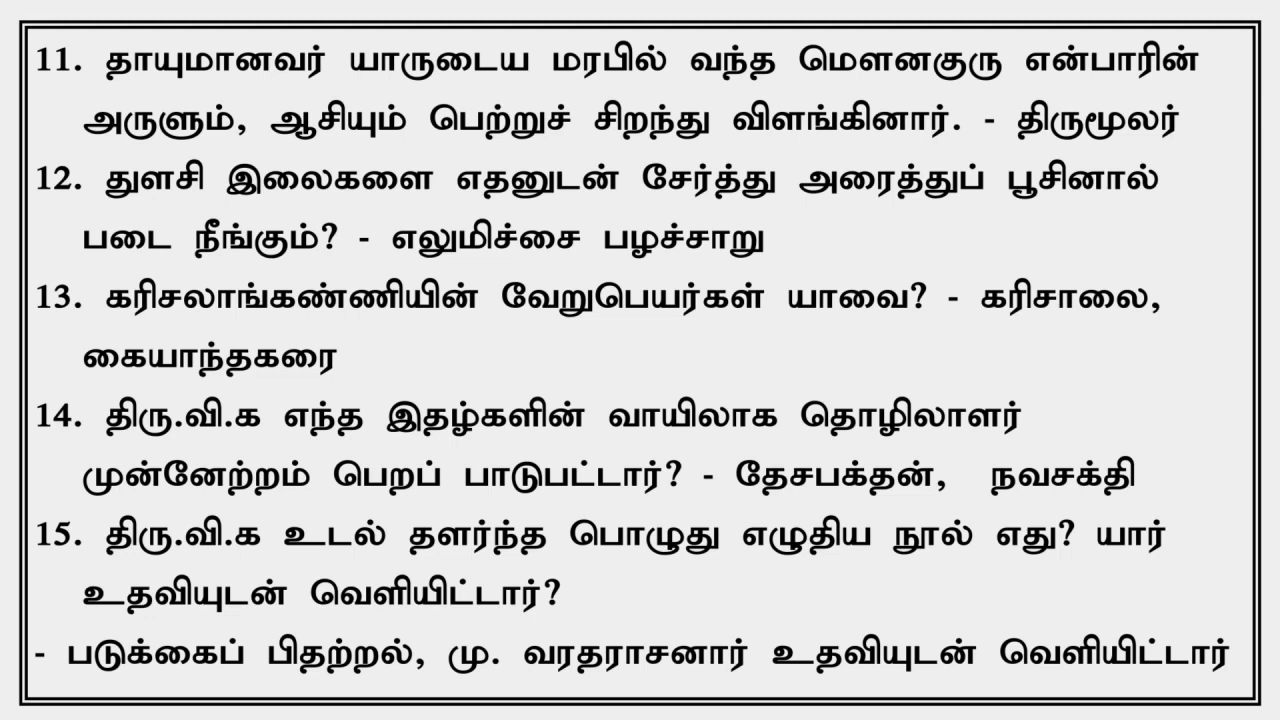 11. தாயுமானவர் யாருடைய மரபில் வந்த மௌனகுரு என்பாரின்
அருளும், ஆசியும் பெற்றுச் சிறந்து விளங்கினார். - திருமூலர்
12. துளசி இலைகளை எதனுடன் சேர்த்து அரைத்துப் பூசினால்
படை நீங்கும்? - எலுமிச்சை பழச்சாறு
13. கரிசலாங்கண்ணியின் வேறுபெயர்கள் யாவை? - கரிசாலை,
கையாந்தகரை
14. திரு.வி.க எந்த இதழ்களின் வாயிலாக தொழிலாளர்
முன்னேற்றம் பெறப் பாடுபட்டார்? - தேசபக்தன், நவசக்தி
15. திரு.வி.க உடல் தளர்ந்த பொழுது எழுதிய நூல் எது? யார்
உதவியுடன் வெளியிட்டார்?
- படுக்கைப் பிதற்றல், மு. வரதராசனார் உதவியுடன் வெளியிட்டார்